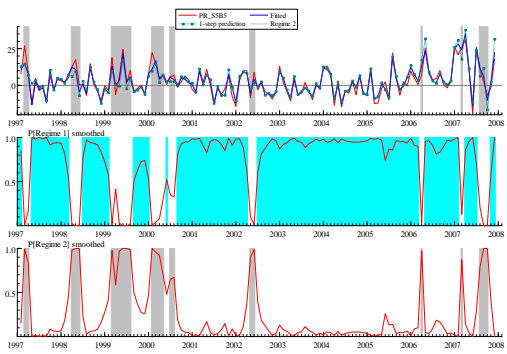 PR_S5B5 Fitted
1-step prediction Regime 2
25
0
1997 1998 1999 2000 2001 2002 2003 2004 2005 2006 2007 2008
P[Regime 1] smoothed
1.0
0.5
1997 1998 1999 2000 2001 2002 2003 2004 2005 2006 2007 2008
P[Regime 2] smoothed
1.0
0.5
1997 1998 1999 2000 2001 2002 2003 2004 2005 2006 2007 2008